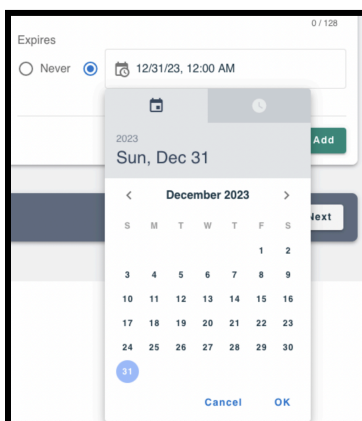 0 / 128
Expires
Never
12/31/23, 12:00 AM
Add
2023
Sun, Dec 31
December 2023
Next
S M T W T F S
1 2
3 4 5 6 7 8 9
10 11 12 13 14 15 16
17 18 19 20 21 22 23
24 25 26 27 28 29 30
31
Cancel OK